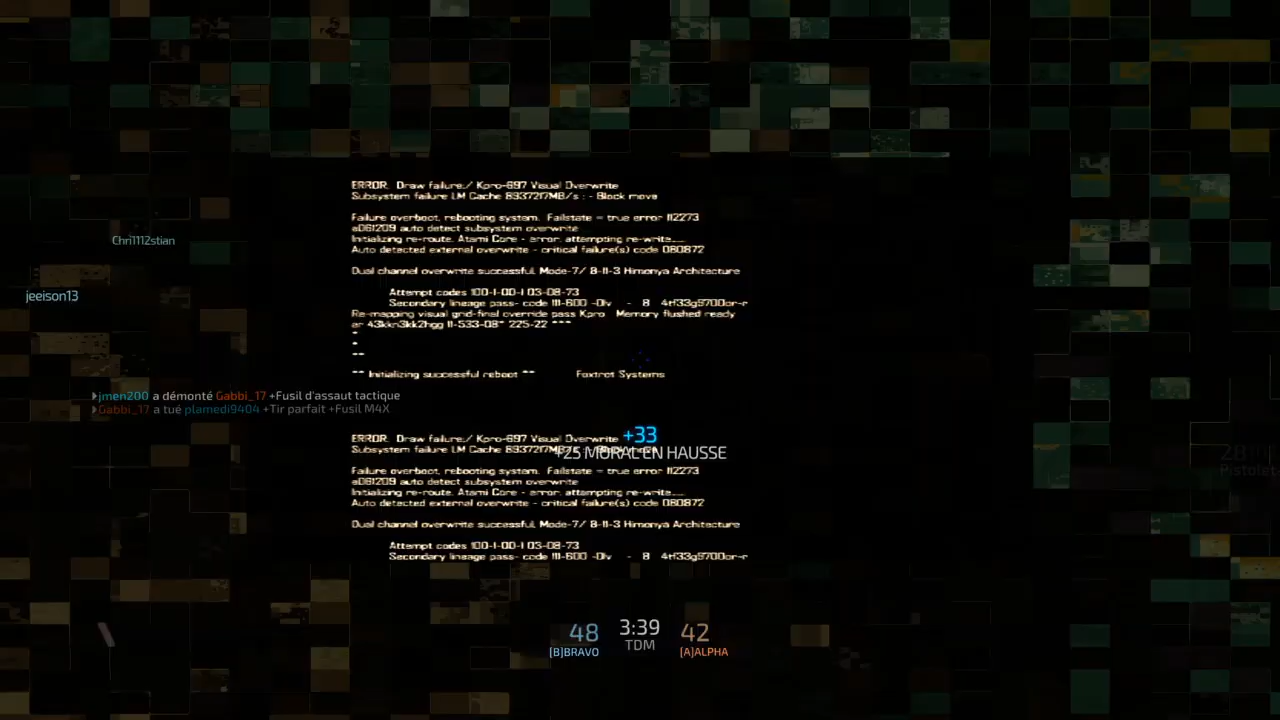 ERROR. Draw failure:/ Kpro-697 Visual Overwrite
Subsystem failure LM Cache 89372f7MB/s : - Block move
Failure overboot, rebooting system. Failstate = true error 112273
a061209 auto detect subsystem overwrite
Initializing re-route. Atami Core - error: attempting re-write....
Auto detected external overwrite - critical failure(s) code 080872
Dual channel overwrite successful. Mode-7/ 8-11-3 Himonya Architecture
Attempt codes 100-1-00-1 03-08-73
Secondary lineage pass- code 111-600 -Div - 8
Re-mapping visual grid-final override pass Kpro Memory flushed ready
11-533-08* 225-22 ***
*
*
--
** Initializing successful reboot ** Foxtrot Systems
Chri1112stian
jeeison13
jmen200 a démonté Gabbi_17 +Fusil d'assaut tactique
Gabbi_17 a tué plamedi9404 +Tir parfait +Fusil M4X
+33
+25 MORAL EN HAUSSE
ERROR. Draw failure:/ Kpro-697 Visual Overwrite
Subsystem failure LM Cache
Failure overboot, rebooting system. Failstate = true error 112273
a061209 auto detect subsystem overwrite
Initializing re-route. Atami Core - error: attempting re-write....
Auto detected external overwrite - critical failure(s) code 080872
Dual channel overwrite successful. Mode-7/ 8-11-3 Himonya Architecture
Attempt codes 100-1-00-1 03-08-73
Secondary lineage pass- code 111-600 -Div - 8
28m
Pistolet
48 3:39 42
[B]BRAVO TDM [A]ALPHA